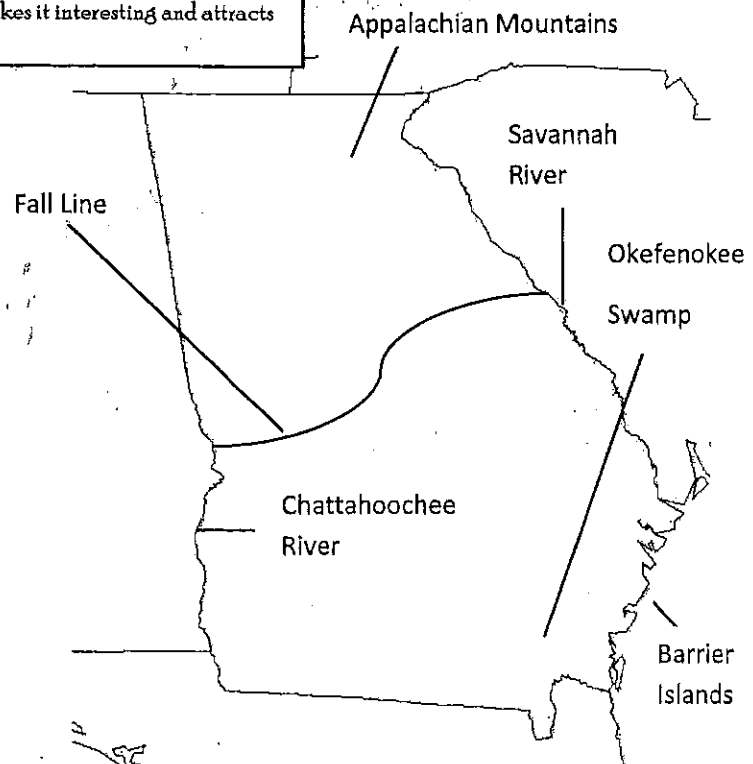 kes it interesting and attracts
Appalachian Mountains
Savannah
River
Fall Line
Okefenokee
Swamp
Chattahoochee
River
Barrier
Islands